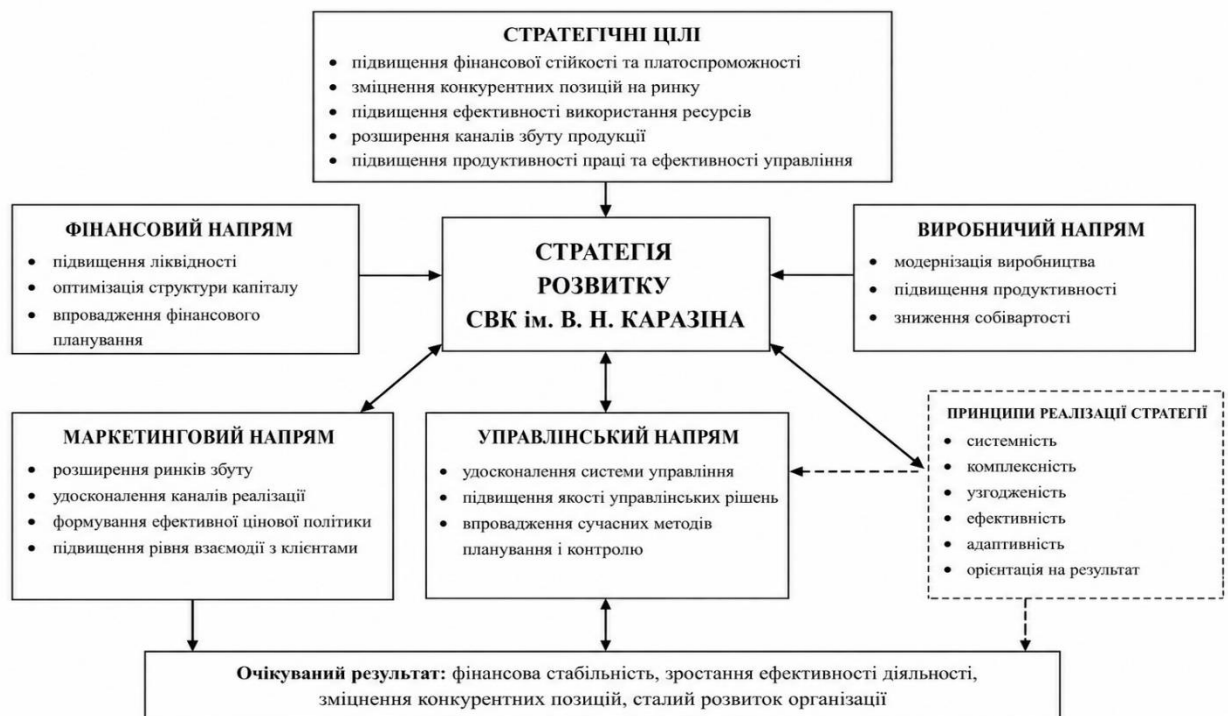 СТРАТЕГІЧНІ ЦІЛІ
• підвищення фінансової стійкості та платоспроможності
• зміцнення конкурентних позицій на ринку
• підвищення ефективності використання ресурсів
• розширення каналів збуту продукції
• підвищення продуктивності праці та ефективності управління
ФІНАНСОВИЙ НАПРЯМ
• підвищення ліквідності
• оптимізація структури капіталу
• впровадження фінансового
планування
СТРАТЕГІЯ
РОЗВИТКУ
СВК ім. В. Н. КАРАЗІНА
ВИРОБНИЧИЙ НАПРЯМ
• модернізація виробництва
• підвищення продуктивності
• зниження собівартості
МАРКЕТИНГОВИЙ НАПРЯМ
• розширення ринків збуту
• удосконалення каналів реалізації
• формування ефективної цінової політики
• підвищення рівня взаємодії з клієнтами
УПРАВЛІНСЬКИЙ НАПРЯМ
• удосконалення системи управління
• підвищення якості управлінських рішень
• впровадження сучасних методів
планування і контролю
ПРИНЦИПИ РЕАЛІЗАЦІЇ СТРАТЕГІЇ
• системність
• комплексність
• узгодженість
• ефективність
• адаптивність
• орієнтація на результат
Очікуваний результат: фінансова стабільність, зростання ефективності діяльності,
зміцнення конкурентних позицій, сталий розвиток організації